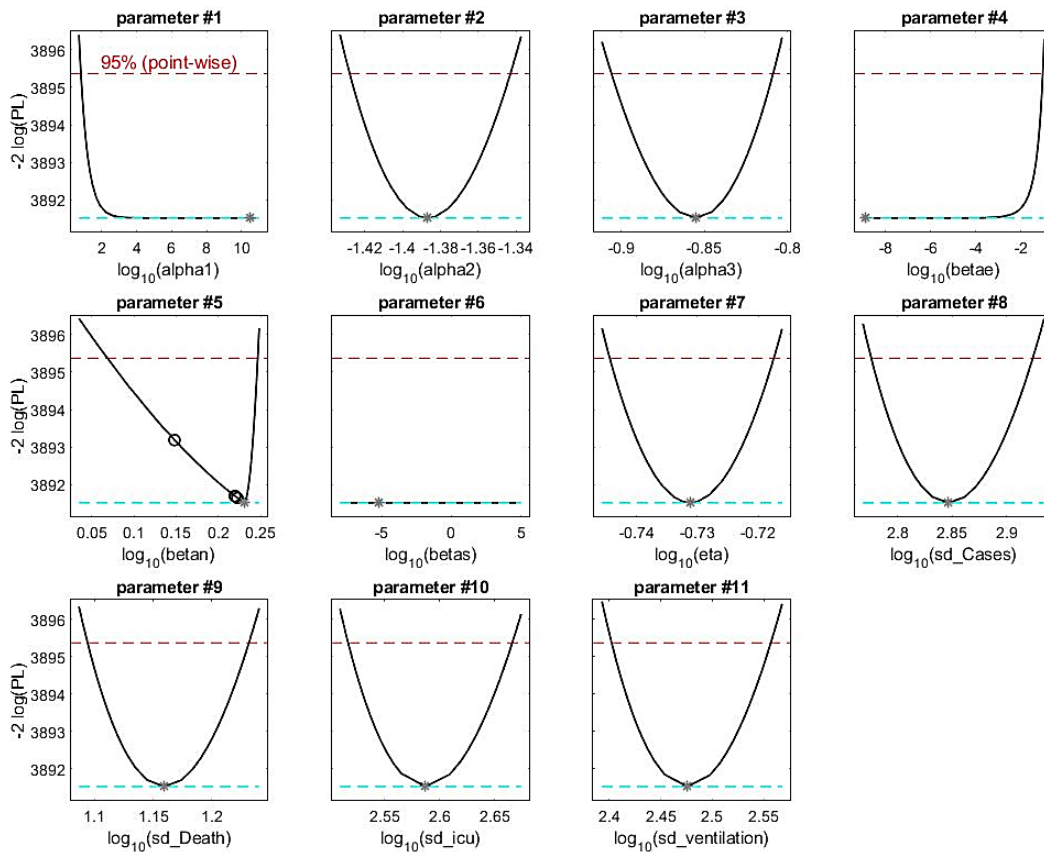 parameter #1
parameter #2
parameter #3
parameter #4
-2 log(PL)
3896
3895
3894
3893
3892
95% (point-wise)
2 4 6 8 10
-1.42 -1.4 -1.38 -1.36 -1.34
-0.9 -0.85 -0.8
-8 -6 -4 -2
log10(alpha1)
log10(alpha2)
log10(alpha3)
log10(betae)
parameter #5
parameter #6
parameter #7
parameter #8
-2 log(PL)
3896
3895
3894
3893
3892
0.05 0.1 0.15 0.2 0.25
-5 0 5
-0.74 -0.73 -0.72
2.8 2.85 2.9
log10(betan)
log10(betas)
log10(eta)
log10(sd_Cases)
parameter #9
parameter #10
parameter #11
-2 log(PL)
3896
3895
3894
3893
3892
1.1 1.15 1.2
2.55 2.6 2.65
2.4 2.45 2.5 2.55
log10(sd_Death)
log10(sd_icu)
log10(sd_ventilation)